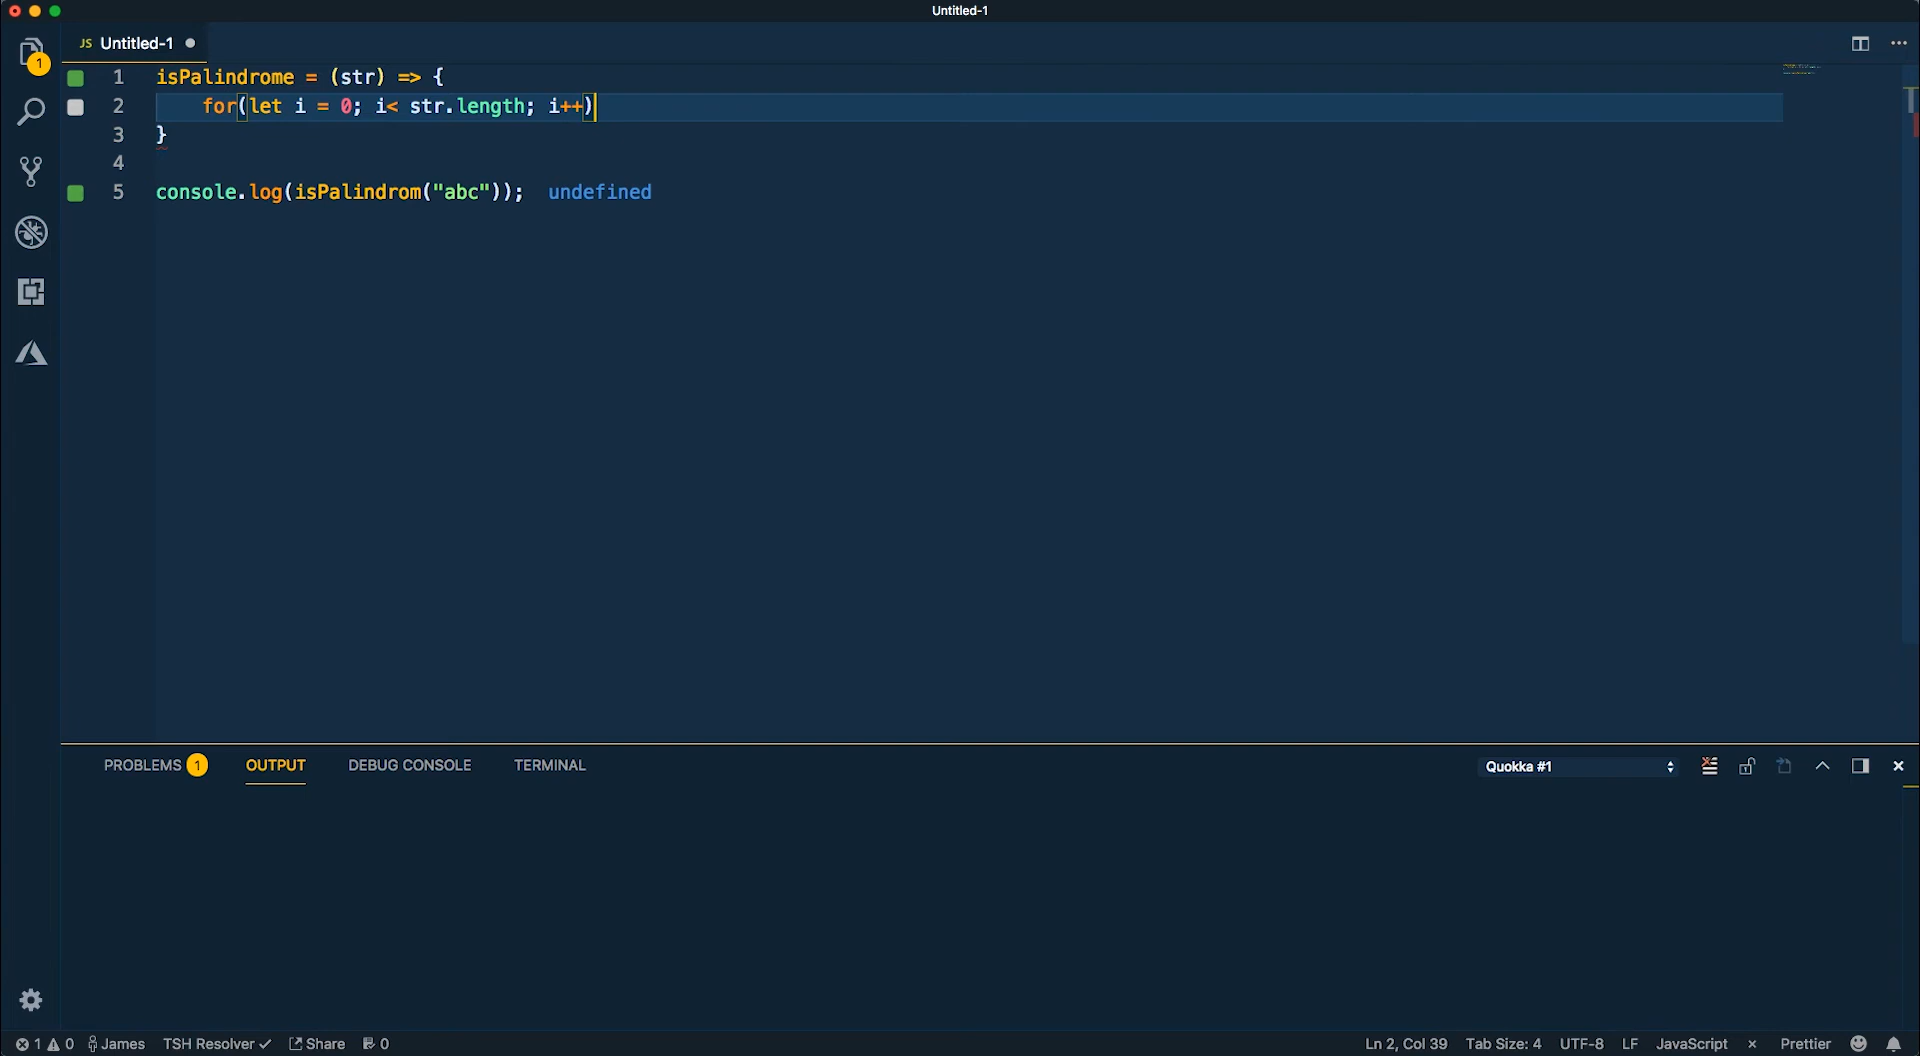 Untitled-1
JS Untitled-1
1
1 isPalindrome = (str) => {
2     for(let i = 0; i< str.length; i++)
3 }
4
5 console.log(isPalindrom("abc"));  undefined
PROBLEMS 1 OUTPUT DEBUG CONSOLE TERMINAL Quokka #1
1 0 James TSH Resolver Share 0 Ln 2, Col 39 Tab Size: 4 UTF-8 LF JavaScript × Prettier